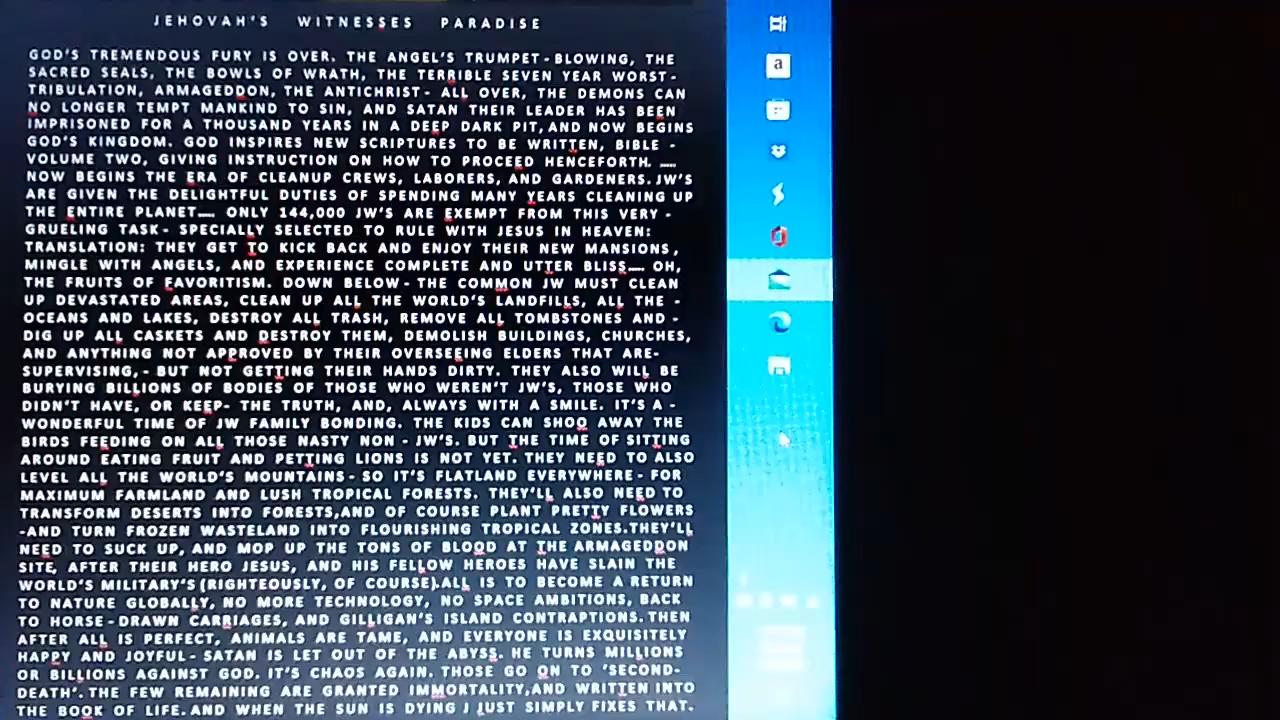 JEHOVAH'S WITNESSES PARADISE
GOD'S TREMENDOUS FURY IS OVER. THE ANGEL'S TRUMPET-BLOWING, THE
SACRED SEALS, THE BOWLS OF WRATH, THE TERRIBLE SEVEN YEAR WORST-
TRIBULATION, ARMAGEDDON, THE ANTICHRIST- ALL OVER, THE DEMONS CAN
NO LONGER TEMPT MANKIND TO SIN, AND SATAN THEIR LEADER HAS BEEN
IMPRISONED FOR A THOUSAND YEARS IN A DEEP DARK PIT, AND NOW BEGINS
GOD'S KINGDOM. GOD INSPIRES NEW SCRIPTURES TO BE WRITTEN, BIBLE -
VOLUME TWO, GIVING INSTRUCTION ON HOW TO PROCEED HENCEFORTH. .....
NOW BEGINS THE ERA OF CLEANUP CREWS, LABORERS, AND GARDENERS. JW'S
ARE GIVEN THE DELIGHTFUL DUTIES OF SPENDING MANY YEARS CLEANING UP
THE ENTIRE PLANET..... ONLY 144,000 JW'S ARE EXEMPT FROM THIS VERY -
GRUELING TASK- SPECIALLY SELECTED TO RULE WITH JESUS IN HEAVEN:
TRANSLATION: THEY GET TO KICK BACK AND ENJOY THEIR NEW MANSIONS,
MINGLE WITH ANGELS, AND EXPERIENCE COMPLETE AND UTTER BLISS..... OH,
THE FRUITS OF FAVORITISM. DOWN BELOW- THE COMMON JW MUST CLEAN
UP DEVASTATED AREAS, CLEAN UP ALL THE WORLD'S LANDFILLS, ALL THE -
OCEANS AND LAKES, DESTROY ALL TRASH, REMOVE ALL TOMBSTONES AND -
DIG UP ALL CASKETS AND DESTROY THEM, DEMOLISH BUILDINGS, CHURCHES,
AND ANYTHING NOT APPROVED BY THEIR OVERSEEING ELDERS THAT ARE-
SUPERVISING,- BUT NOT GETTING THEIR HANDS DIRTY. THEY ALSO WILL BE
BURYING BILLIONS OF BODIES OF THOSE WHO WEREN'T JW'S, THOSE WHO
DIDN'T HAVE, OR KEEP- THE TRUTH, AND, ALWAYS WITH A SMILE. IT'S A -
WONDERFUL TIME OF JW FAMILY BONDING. THE KIDS CAN SHOO AWAY THE
BIRDS FEEDING ON ALL THOSE NASTY NON - JW'S. BUT THE TIME OF SITTING
AROUND EATING FRUIT AND PETTING LIONS IS NOT YET. THEY NEED TO ALSO
LEVEL ALL THE WORLD'S MOUNTAINS- SO IT'S FLATLAND EVERYWHERE- FOR
MAXIMUM FARMLAND AND LUSH TROPICAL FORESTS. THEY'LL ALSO NEED TO
TRANSFORM DESERTS INTO FORESTS,AND OF COURSE PLANT PRETTY FLOWERS
-AND TURN FROZEN WASTELAND INTO FLOURISHING TROPICAL ZONES.THEY'LL
NEED TO SUCK UP, AND MOP UP THE TONS OF BLOOD AT THE ARMAGEDDON
SITE, AFTER THEIR HERO JESUS, AND HIS FELLOW HEROES HAVE SLAIN THE
WORLD'S MILITARY'S (RIGHTEOUSLY, OF COURSE).ALL IS TO BECOME A RETURN
TO NATURE GLOBALLY, NO MORE TECHNOLOGY, NO SPACE AMBITIONS, BACK
TO HORSE-DRAWN CARRIAGES, AND GILLIGAN'S ISLAND CONTRAPTIONS. THEN
AFTER ALL IS PERFECT, ANIMALS ARE TAME, AND EVERYONE IS EXQUISITELY
HAPPY AND JOYFUL- SATAN IS LET OUT OF THE ABYSS. HE TURNS MILLIONS
OR BILLIONS AGAINST GOD. IT'S CHAOS AGAIN. THOSE GO ON TO 'SECOND-
DEATH'. THE FEW REMAINING ARE GRANTED IMMORTALITY,AND WRITTEN INTO
THE BOOK OF LIFE. AND WHEN THE SUN IS DYING J JUST SIMPLY FIXES THAT.
a